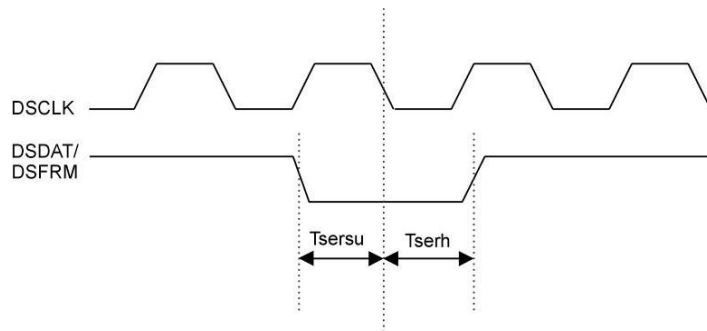 DSCLK
DSDAT/
DSFRM
Tsersu
Tserh